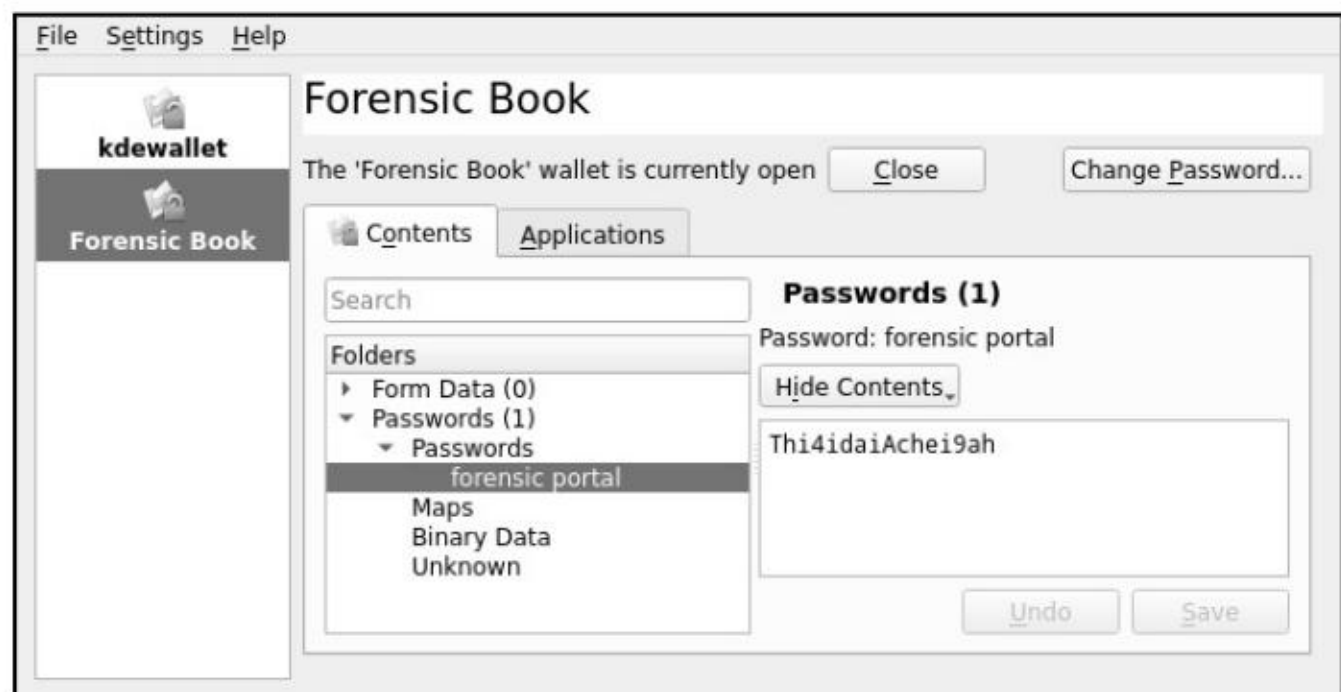 File Settings Help
kdewallet
Forensic Book
Forensic Book
The 'Forensic Book' wallet is currently open Close Change Password...
Contents Applications
Search
Folders
Form Data (0)
Passwords (1)
Passwords
forensic portal
Maps
Binary Data
Unknown
Passwords (1)
Password: forensic portal
Hide Contents
Thi4idaiAchei9ah
Undo Save